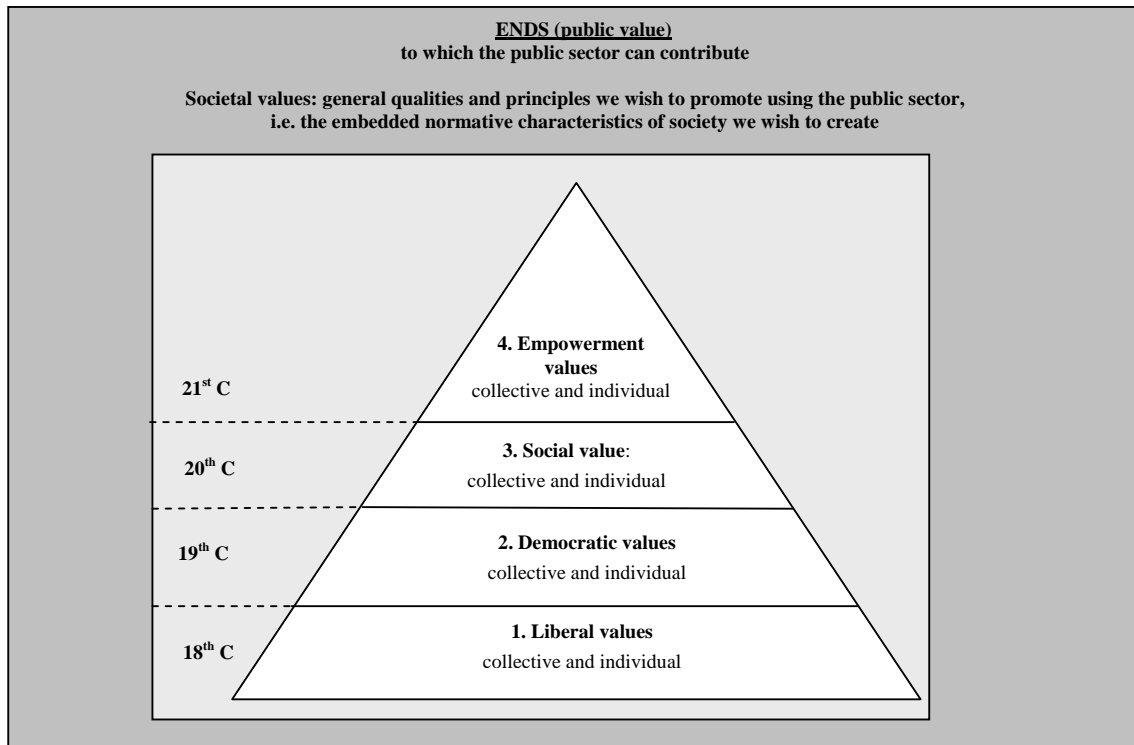 ENDS (public value)
to which the public sector can contribute
Societal values: general qualities and principles we wish to promote using the public sector,
i.e. the embedded normative characteristics of society we wish to create
4. Empowerment
values
collective and individual
21st C
3. Social value:
collective and individual
20th C
2. Democratic values
collective and individual
19th C
1. Liberal values
collective and individual
18th C